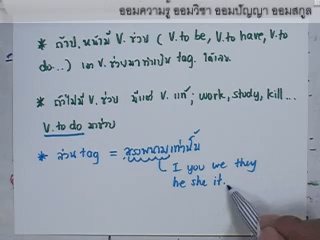 ออมความรู้ ออมวิชา ออมปัญญา ออมสกูล
* ถ้าป. หน้ามี V. ช่วย ( V. to be, V. to have, V. to
do...) เอา V. ช่วยมาทำเป็น tag. ได้เลย
* ถ้าไม่มี V. ช่วย มีแต่ V. แท้; work, study, kill...
V. to do มาช่วย
* ส่วน tag = สรรพนามเท่านั้น
I you we they
he she it.